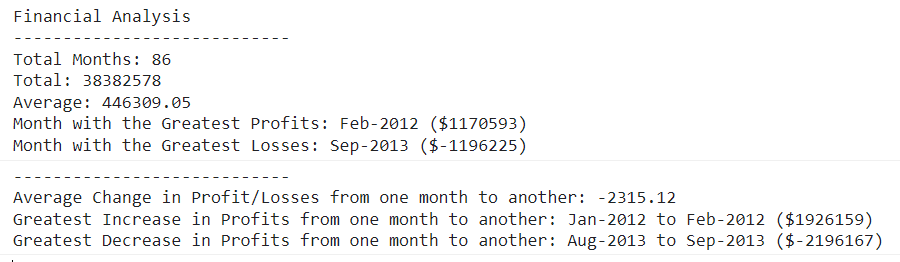 Financial Analysis
----------------------------
Total Months: 86
Total: 38382578
Average: 446309.05
Month with the Greatest Profits: Feb-2012 ($1170593)
Month with the Greatest Losses: Sep-2013 ($-1196225)
----------------------------
Average Change in Profit/Losses from one month to another: -2315.12
Greatest Increase in Profits from one month to another: Jan-2012 to Feb-2012 ($1926159)
Greatest Decrease in Profits from one month to another: Aug-2013 to Sep-2013 ($-2196167)